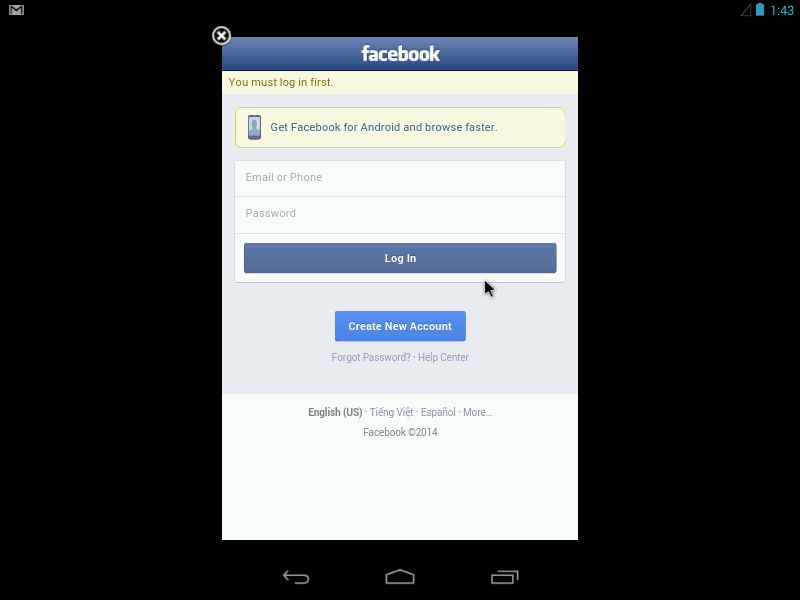 1:43
facebook
You must log in first.
Get Facebook for Android and browse faster.
Email or Phone
Password
Log In
Create New Account
Forgot Password? · Help Center
English (US) · Tiếng Việt · Español · More...
Facebook ©2014